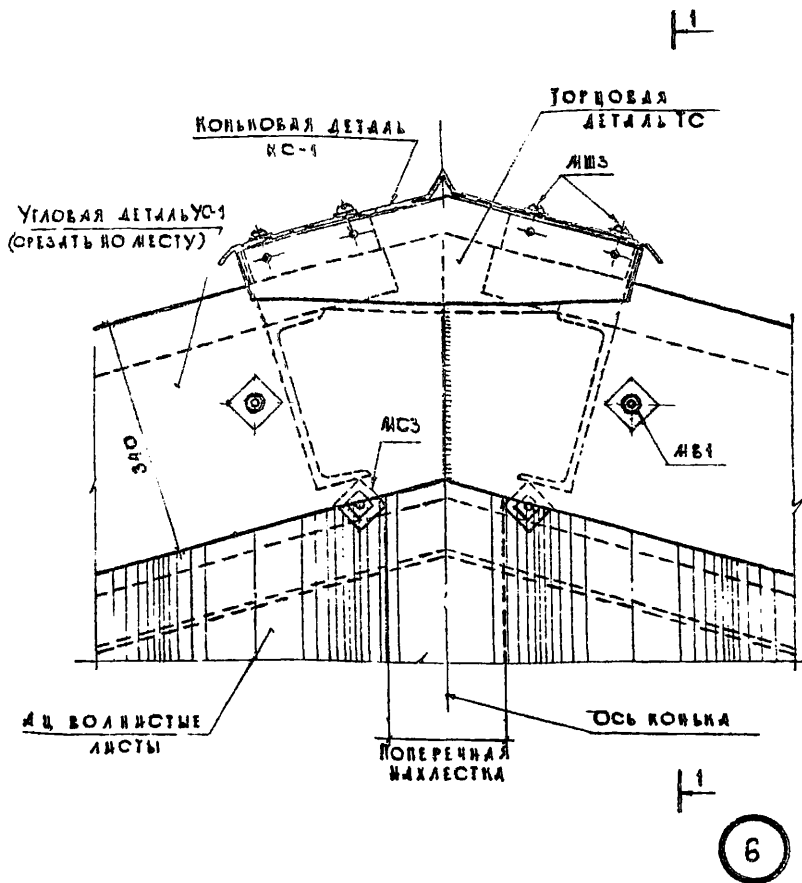 1
ТОРЦОВАЯ
ДЕТАЛЬ ТС
КОНЬКОВАЯ ДЕТАЛЬ
КС-1
МШ3
УГЛОВАЯ ДЕТАЛЬ УС-1
(СРЕЗАТЬ ПО МЕСТУ)
340
МС3
МВ1
АЦ ВОЛНИСТЫЕ
ЛИСТЫ
ОСЬ КОНЬКА
ПОПЕРЕЧНАЯ
НАХЛЕСТКА
1
6